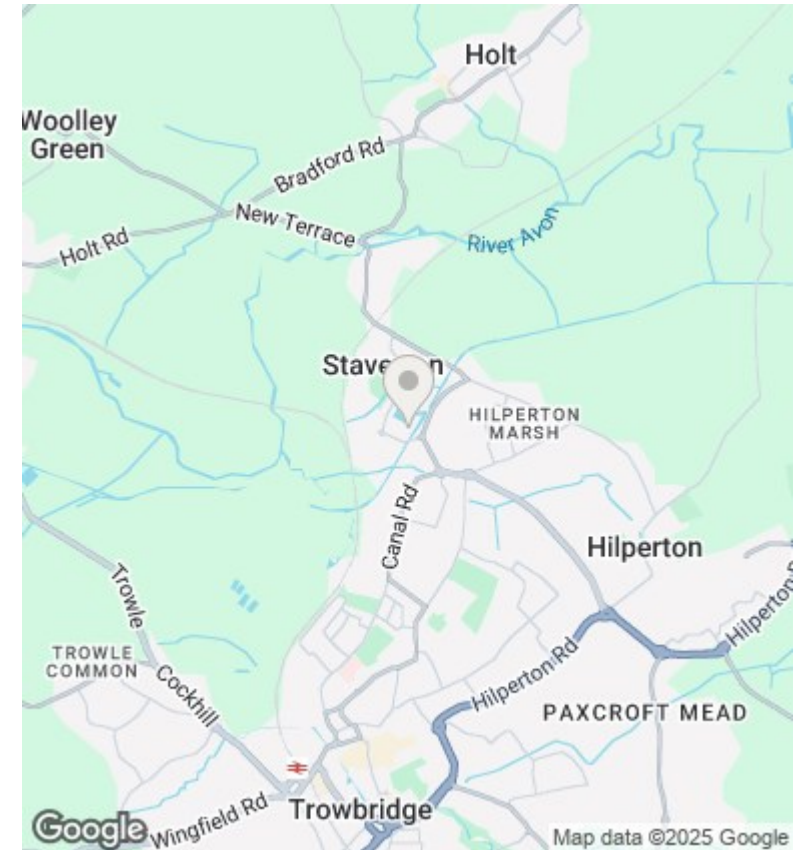 Holt
Woolley
Green
Bradford Rd
New Terrace
Holt Rd
River Avon
HILPERTON
MARSH
Canal Rd
Hilperton
Trowle
Hilperton
TROWLE
COMMON
Cockhill
Hilperton Rd
PAXCROFT MEAD
Trowbridge
Wingfield Rd
Google
Map data ©2025 Google